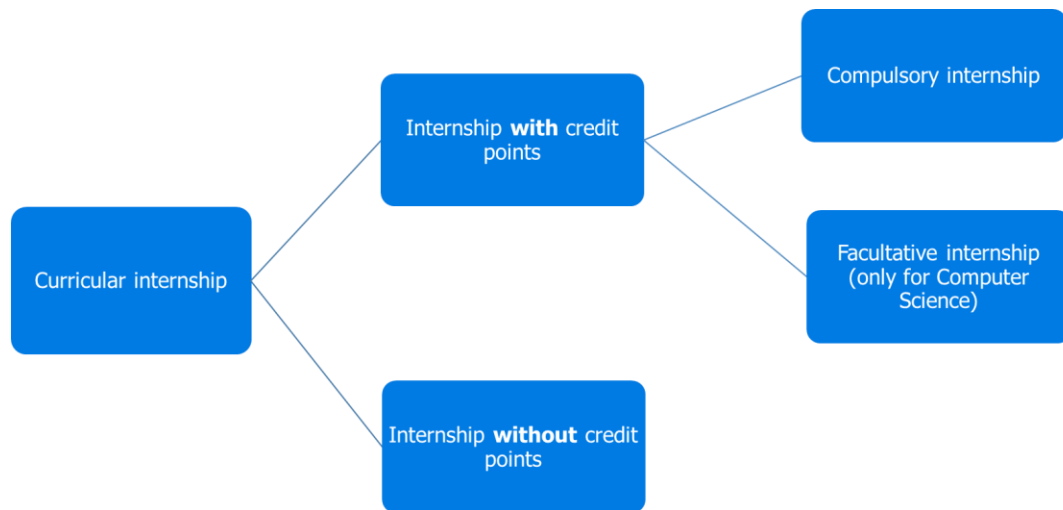 Compulsory internship
Internship with credit
points
Curricular internship
Facultative internship
(only for Computer
Science)
Internship without credit
points